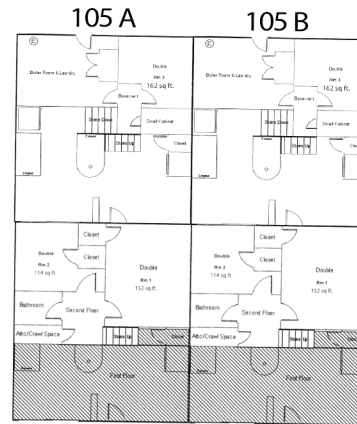 105 A 105 B
E
Boiler Room & Laundry
Double
Rm 3
162 sq ft.
Basement
Stairs Down
Small Cabinet
Stairs Up
Closet
E
Boiler Room & Laundry
Double
Rm 3
162 sq ft.
Basement
Stairs Down
Small Cabinet
Stairs Up
Closet
Closet
Double
Rm 2
114 sq ft.
Closet
Double
Rm 1
152 sq ft.
Bathroom
Second Floor
Attic/Crawl Space
Stairs
Closet
First Floor
Closet
Double
Rm 2
114 sq ft.
Closet
Double
Rm 1
152 sq ft.
Bathroom
Second Floor
Attic/Crawl Space
Stairs
Closet
First Floor